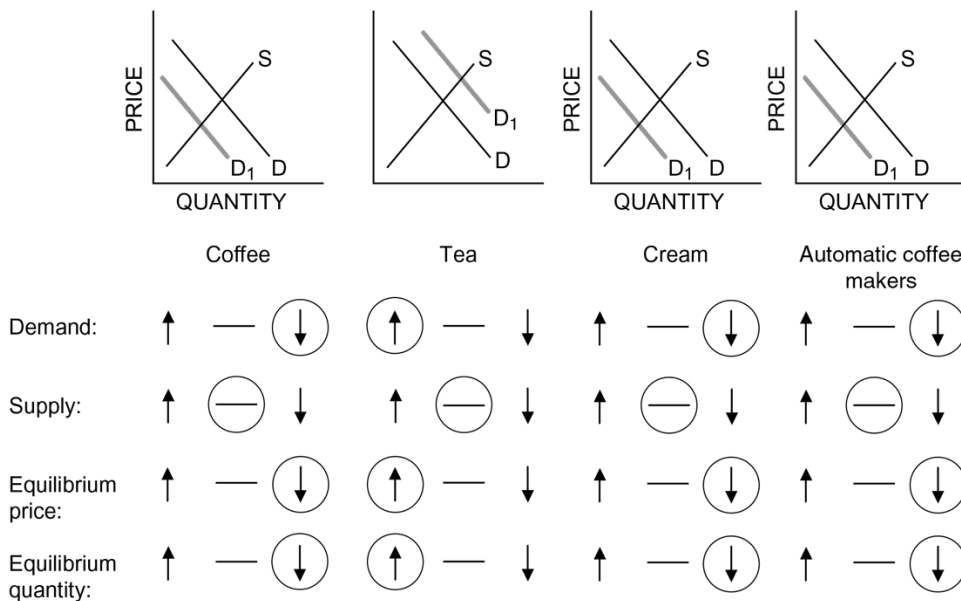 PRICE
S
D₁ D
QUANTITY
S
D₁
D
PRICE
S
D₁ D
QUANTITY
PRICE
S
D₁ D
QUANTITY
Coffee
Tea
Cream
Automatic coffee
makers
Demand:
Supply:
Equilibrium
price:
Equilibrium
quantity: